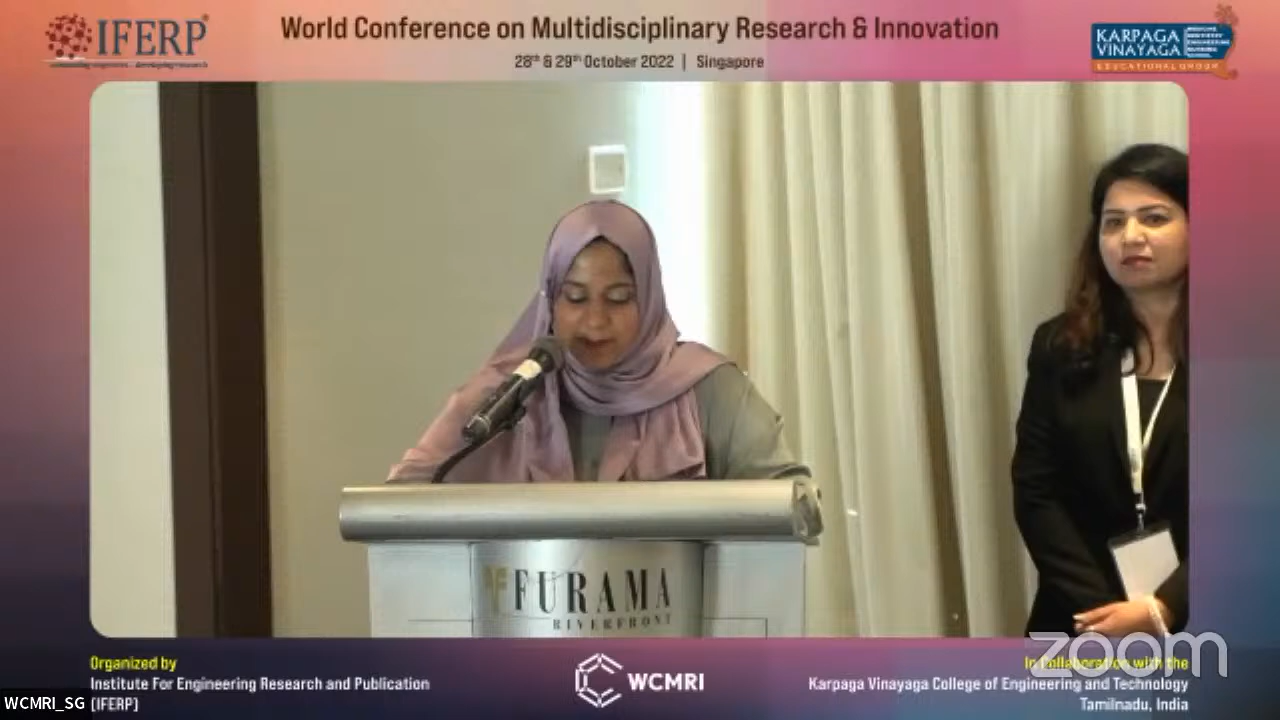 IFERP®
World Conference on Multidisciplinary Research & Innovation
28th & 29th October 2022 | Singapore
KARPAGA
VINAYAGA
EDUCATIONAL GROUP
FURAMA
RIVERFRONT
zoom
Organized by
Institute For Engineering Research and Publication
(IFERP)
WCMRI
In Collaboration with the
Karpaga Vinayaga College of Engineering and Technology
Tamilnadu, India
WCMRI_SG